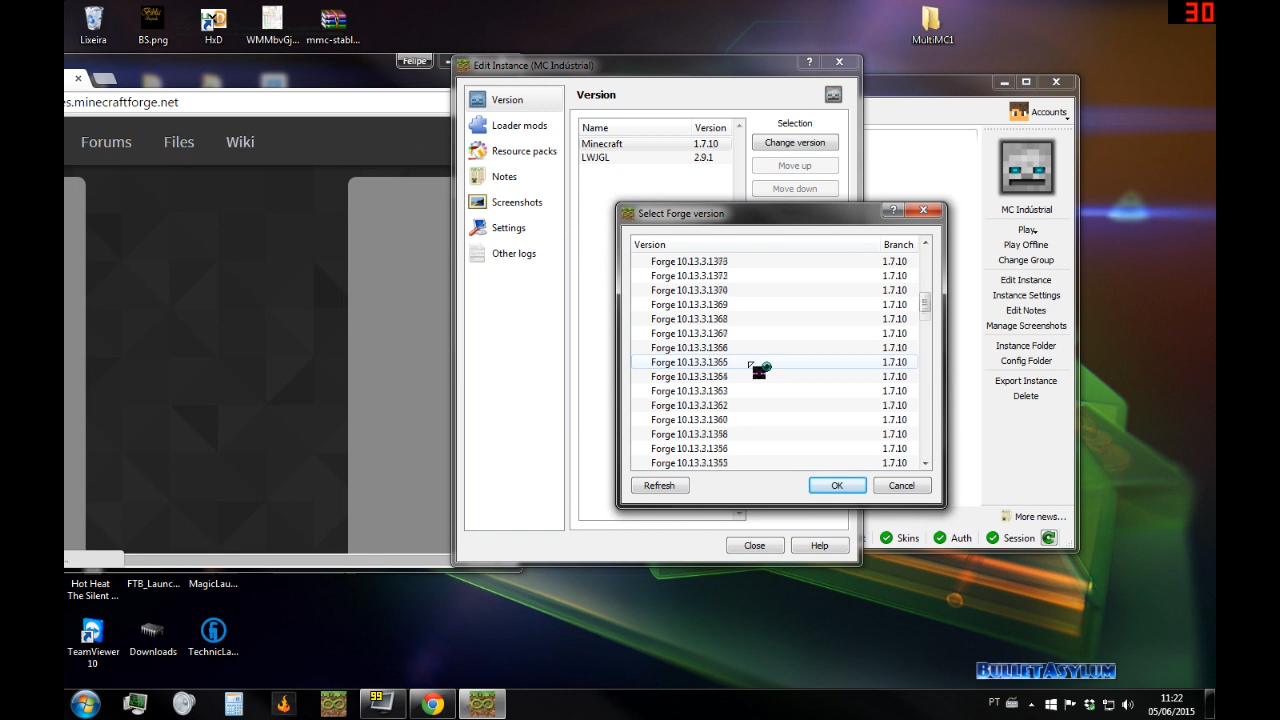 30
Lixeira
BS.png
HxD
WMMbvGj...
mmc-stabl...
MultiMC1
Felipe
Edit Instance (MC Indústrial)
es.minecraftforge.net
Forums
Files
Wiki
Version
Loader mods
Resource packs
Notes
Screenshots
Settings
Other logs
Version
Name Version
Minecraft 1.7.10
LWJGL 2.9.1
Selection
Change version
Move up
Move down
Select Forge version
Version Branch
Forge 10.13.3.1373 1.7.10
Forge 10.13.3.1372 1.7.10
Forge 10.13.3.1370 1.7.10
Forge 10.13.3.1369 1.7.10
Forge 10.13.3.1368 1.7.10
Forge 10.13.3.1367 1.7.10
Forge 10.13.3.1366 1.7.10
Forge 10.13.3.1365 1.7.10
Forge 10.13.3.1364 1.7.10
Forge 10.13.3.1363 1.7.10
Forge 10.13.3.1362 1.7.10
Forge 10.13.3.1360 1.7.10
Forge 10.13.3.1358 1.7.10
Forge 10.13.3.1356 1.7.10
Forge 10.13.3.1355 1.7.10
Refresh
OK
Cancel
Close
Help
Accounts
MC Indústrial
Play
Play Offline
Change Group
Edit Instance
Instance Settings
Edit Notes
Manage Screenshots
Instance Folder
Config Folder
Export Instance
Delete
More news...
Skins
Auth
Session
Hot Heat
The Silent ...
FTB_Launc...
MagicLau...
TeamViewer
10
Downloads
TechnicLa...
BulletAsylum
99
PT
11:22
05/06/2015